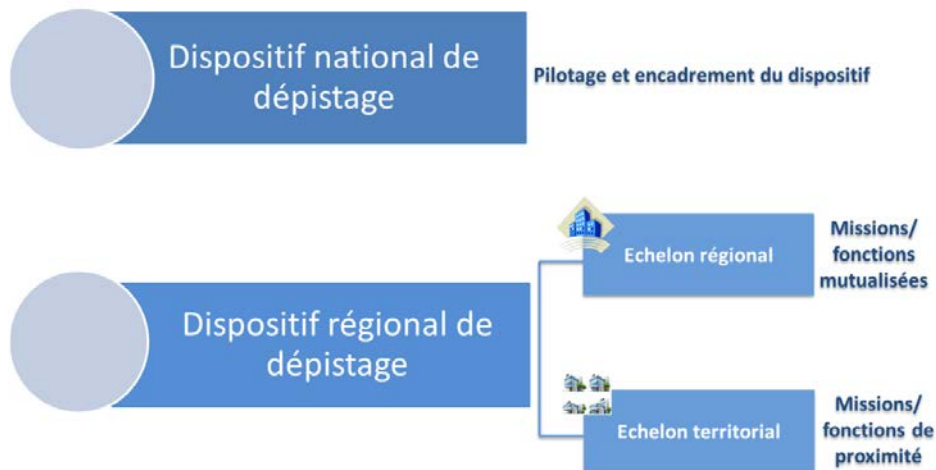 Dispositif national de
dépistage
Pilotage et encadrement du dispositif
Dispositif régional de
dépistage
Echelon régional
Missions/
fonctions
mutualisées
Echelon territorial
Missions/
fonctions de
proximité